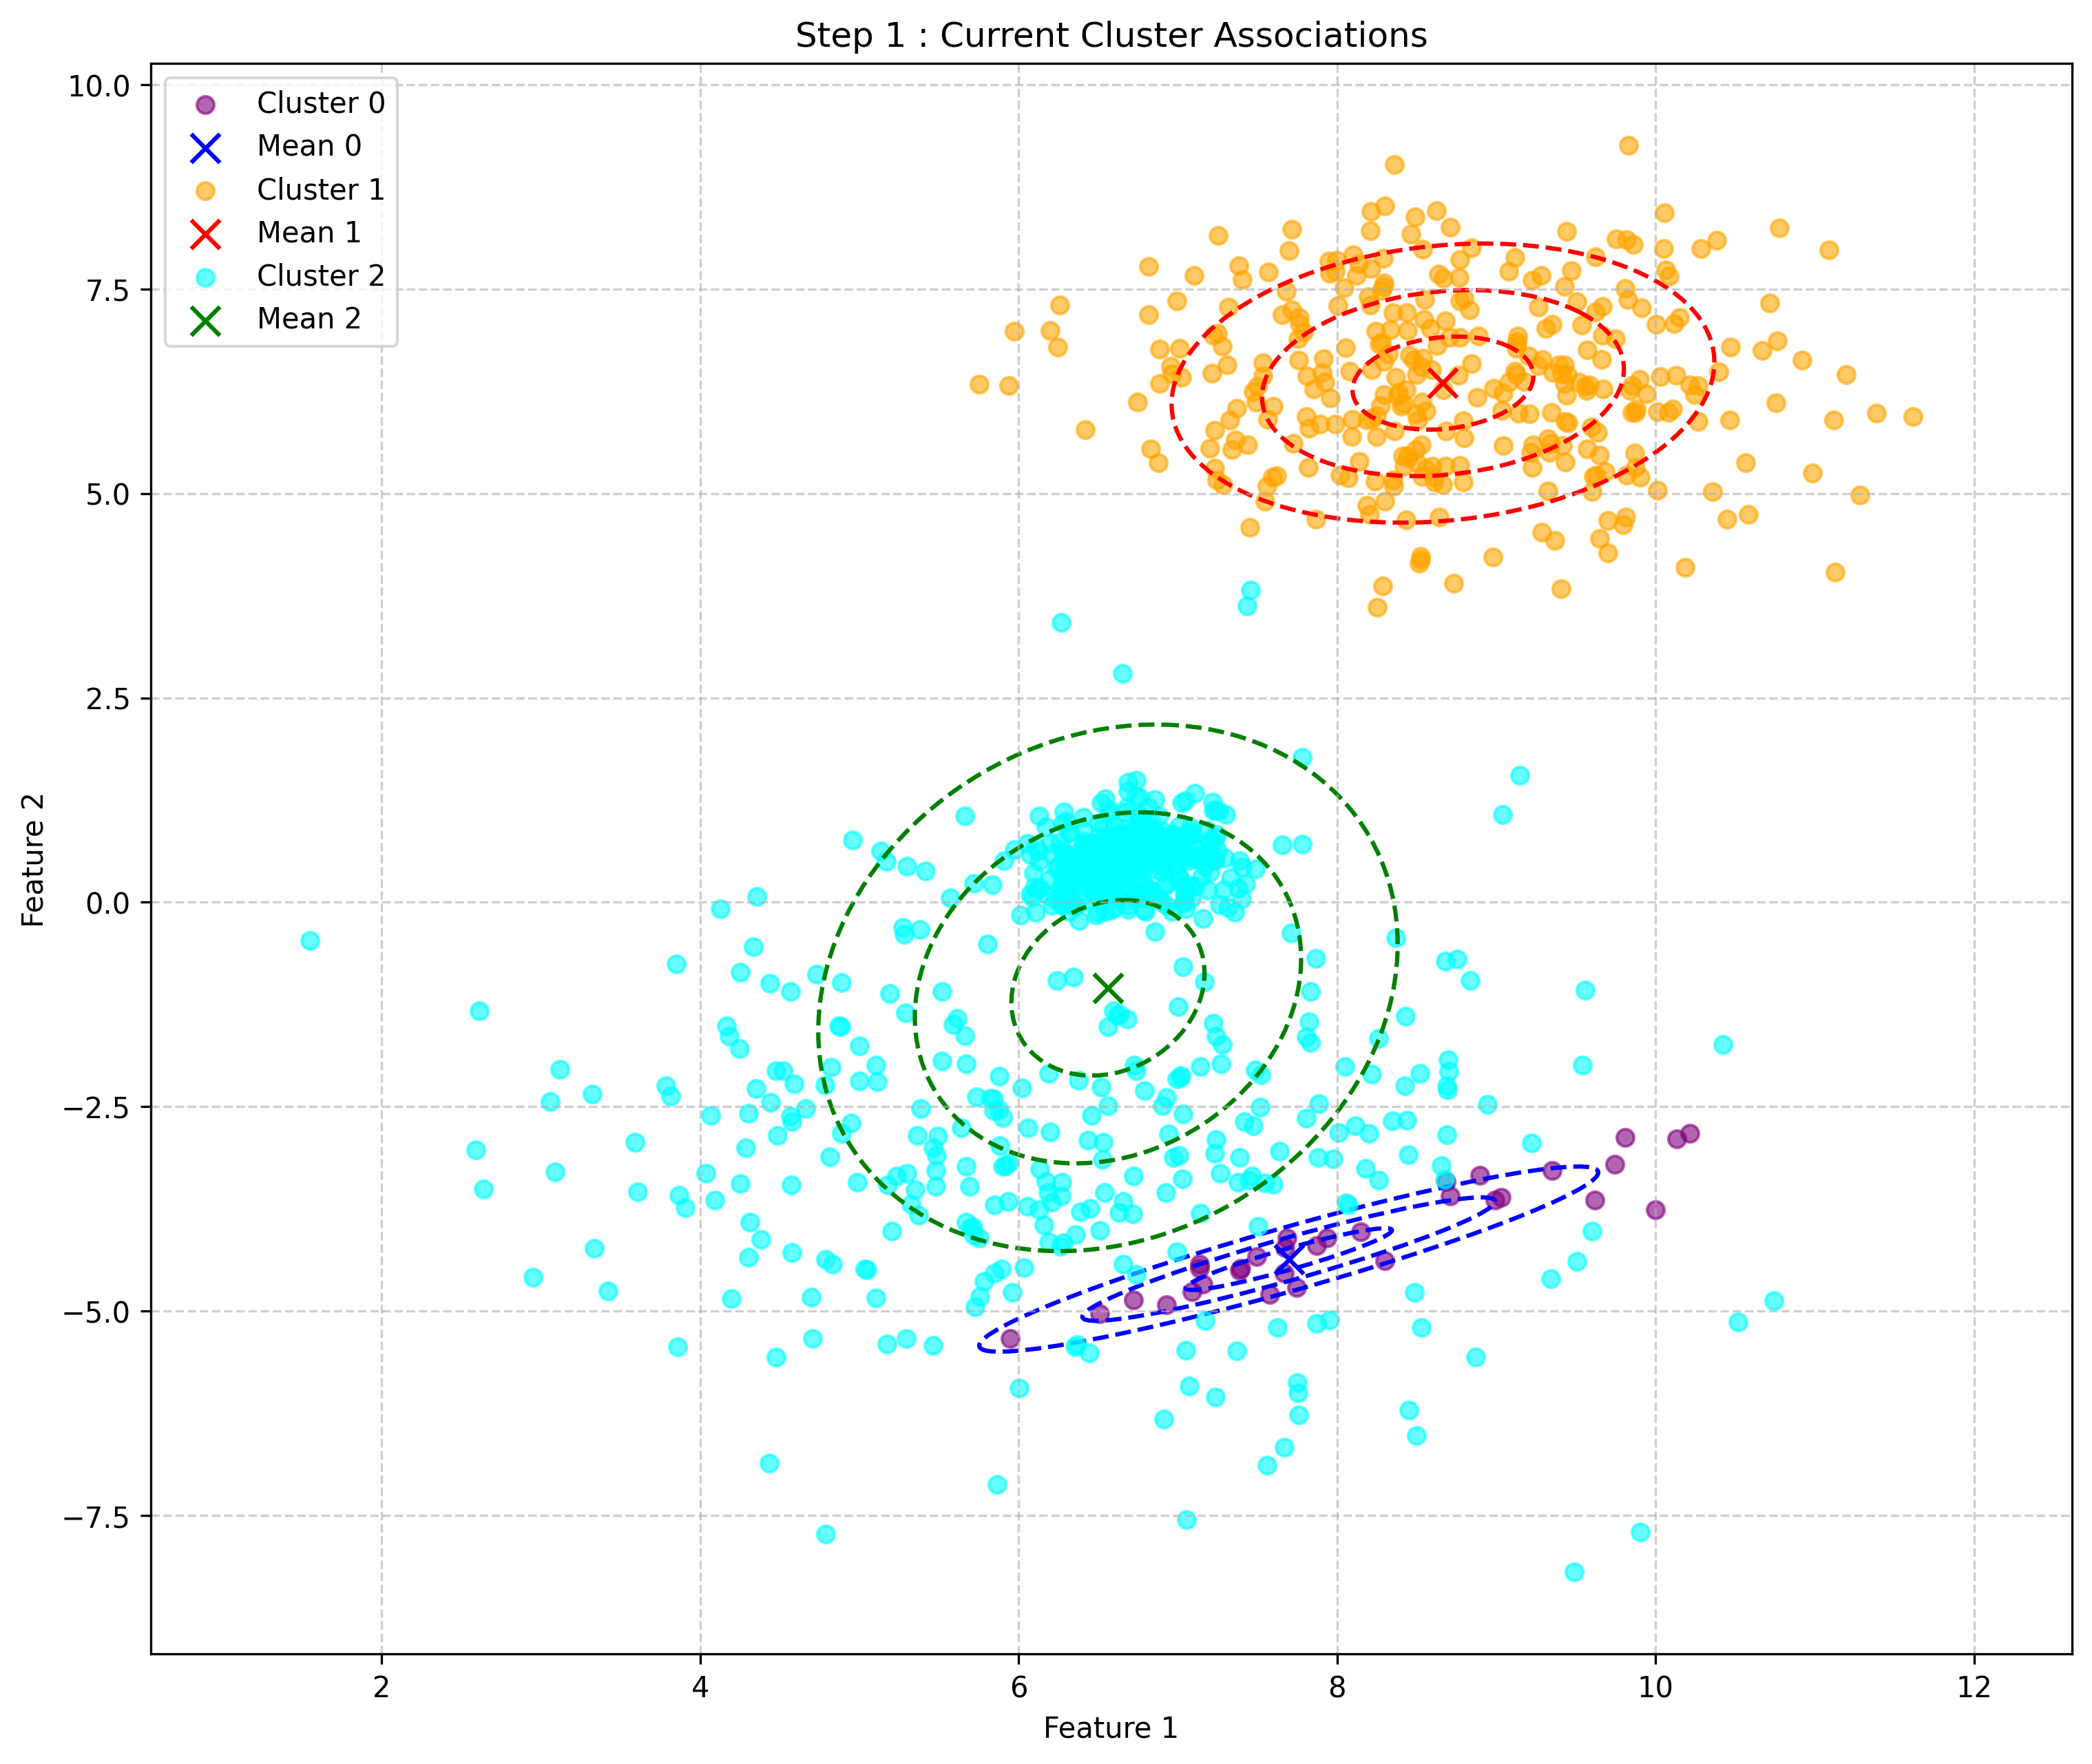 Step 1 : Current Cluster Associations
Cluster 0
Mean 0
Cluster 1
Mean 1
Cluster 2
Mean 2
10.0
7.5
5.0
2.5
0.0
−2.5
−5.0
−7.5
Feature 2
2
4
6
8
10
12
Feature 1